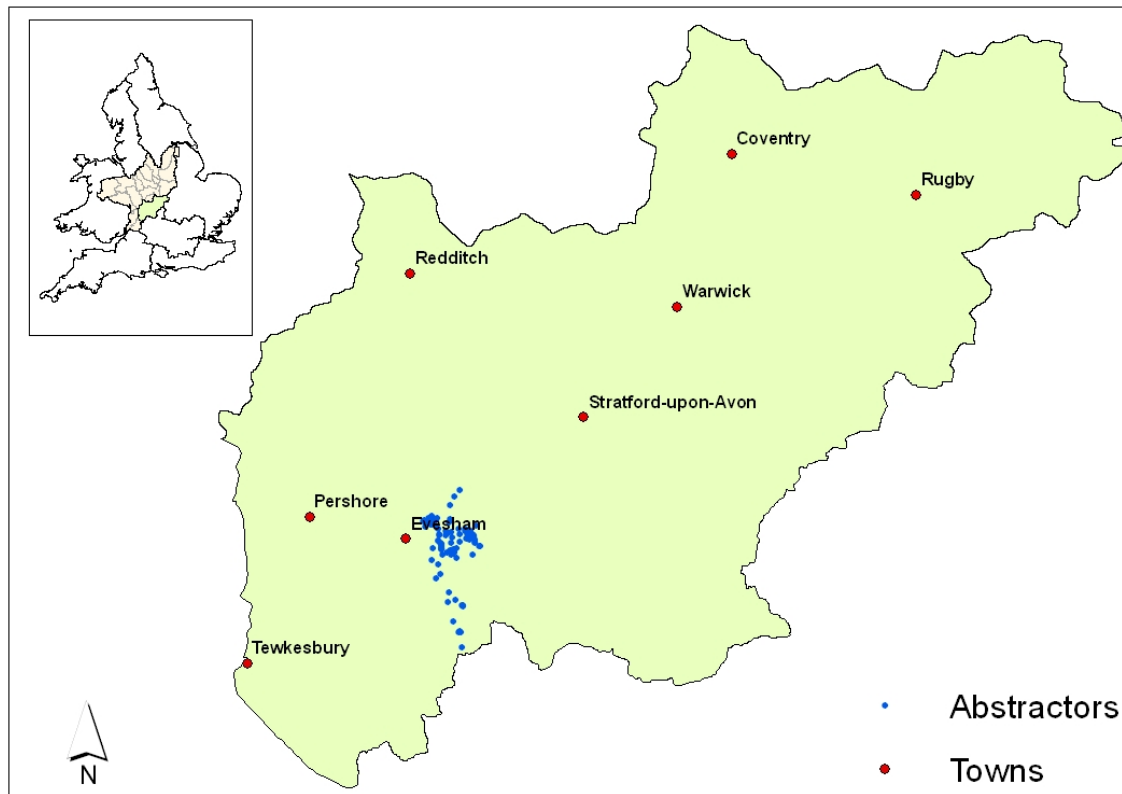 Coventry
Rugby
Redditch
Warwick
Stratford-upon-Avon
Pershore
Evesham
Tewkesbury
Abstractors
Towns
N